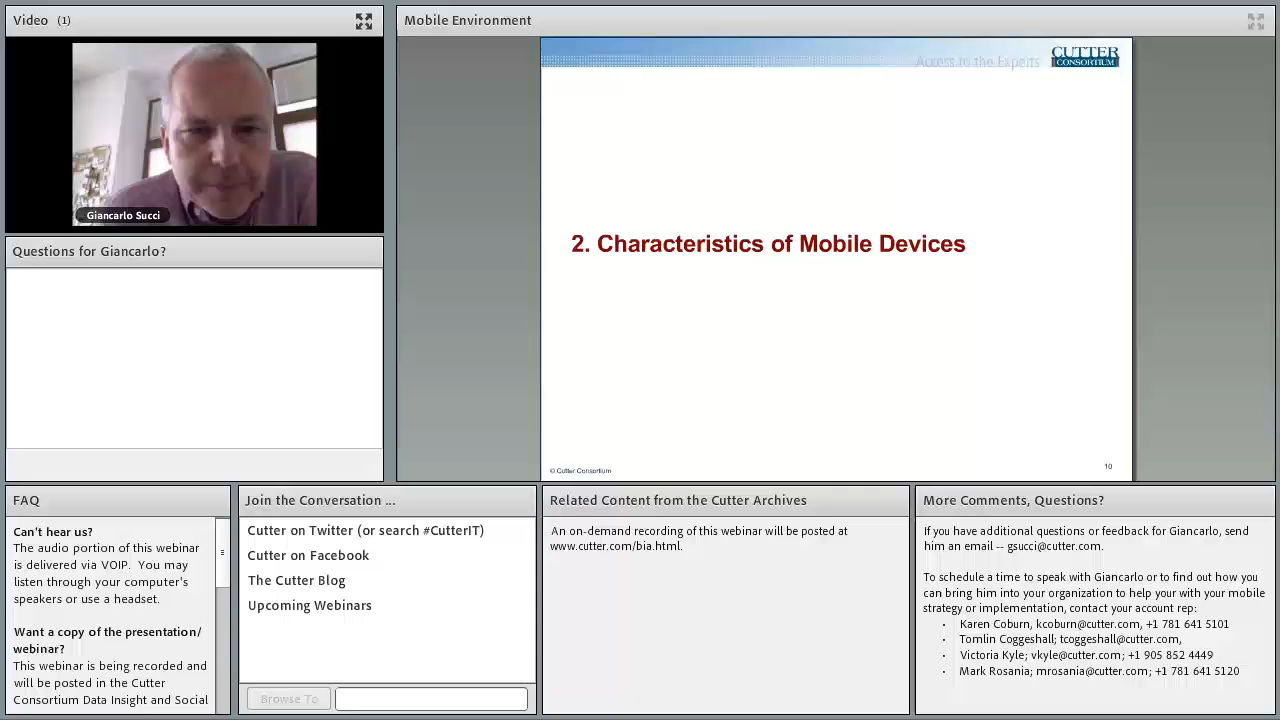 Video (1)
Giancarlo Succi
Questions for Giancarlo?
Mobile Environment
Access to the Experts
CUTTER
CONSORTIUM
2. Characteristics of Mobile Devices
© Cutter Consortium
10
FAQ
Can't hear us?
The audio portion of this webinar
is delivered via VOIP. You may
listen through your computer's
speakers or use a headset.
Want a copy of the presentation/
webinar?
This webinar is being recorded and
will be posted in the Cutter
Consortium Data Insight and Social
Join the Conversation ...
Cutter on Twitter (or search #CutterIT)
Cutter on Facebook
The Cutter Blog
Upcoming Webinars
Browse To
Related Content from the Cutter Archives
An on-demand recording of this webinar will be posted at
www.cutter.com/bia.html.
More Comments, Questions?
If you have additional questions or feedback for Giancarlo, send
him an email -- gsucci@cutter.com.
To schedule a time to speak with Giancarlo or to find out how you
can bring him into your organization to help your with your mobile
strategy or implementation, contact your account rep:
· Karen Coburn, kcoburn@cutter.com, +1 781 641 5101
· Tomlin Coggeshall; tcoggeshall@cutter.com,
· Victoria Kyle; vkyle@cutter.com; +1 905 852 4449
· Mark Rosania; mrosania@cutter.com; +1 781 641 5120